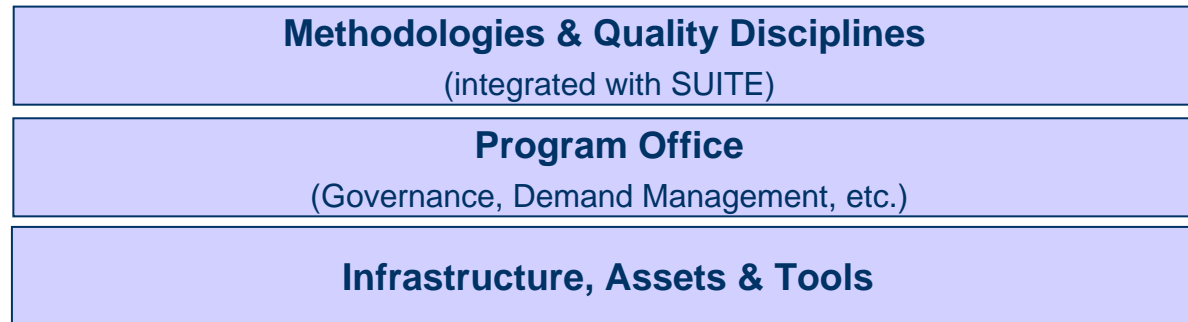 Methodologies & Quality Disciplines
(integrated with SUITE)
Program Office
(Governance, Demand Management, etc.)
Infrastructure, Assets & Tools